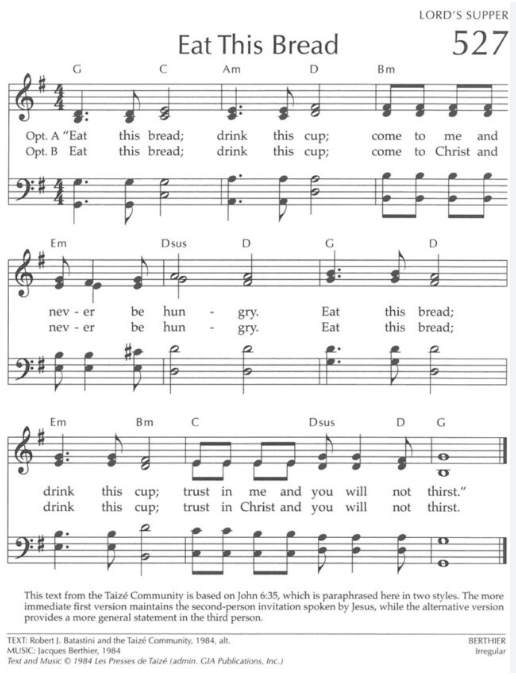 LORD'S SUPPER
Eat This Bread 527
G C Am D Bm
4 4
Opt. A "Eat this bread; drink this cup; come to me and
Opt. B Eat this bread; drink this cup; come to Christ and
4 4
Em Dsus D G D
nev - er be hun - gry. Eat this bread;
nev - er be hun - gry. Eat this bread;
Em Bm C Dsus D G
drink this cup; trust in me and you will not thirst."
drink this cup; trust in Christ and you will not thirst.
This text from the Taizé Community is based on John 6:35, which is paraphrased here in two styles. The more
immediate first version maintains the second-person invitation spoken by Jesus, while the alternative version
provides a more general statement in the third person.
TEXT: Robert J. Batastini and the Taizé Community, 1984, alt. BERTHIER
MUSIC: Jacques Berthier, 1984 Irregular
Text and Music © 1984 Les Presses de Taizé (admin. GIA Publications, Inc.)